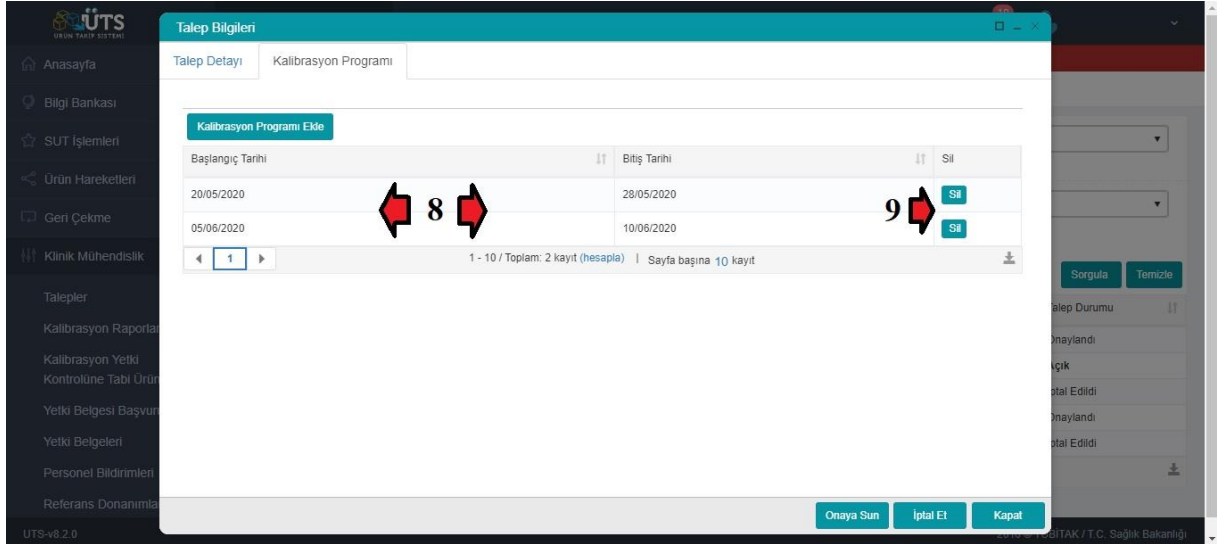 ÜTS
ÜRÜN TAKİP SİSTEMİ
Anasayfa
Bilgi Bankası
SUT İşlemleri
Ürün Hareketleri
Geri Çekme
Klinik Mühendislik
Talepler
Kalibrasyon Raporlar
Kalibrasyon Yetki
Kontrolüne Tabi Ürün
Yetki Belgesi Başvuru
Yetki Belgeleri
Personel Bildirimleri
Referans Donanımla
UTS-v8.2.0
Talep Bilgileri
Talep Detayı Kalibrasyon Programı
Kalibrasyon Programı Ekle
Başlangıç Tarihi Bitiş Tarihi Sil
20/05/2020 28/05/2020 Sil
8 9
05/06/2020 10/06/2020 Sil
1 1 - 10 / Toplam: 2 kayıt (hesapla) | Sayfa başına 10 kayıt
Onaya Sun İptal Et Kapat
Sorgula Temizle
Talep Durumu
Onaylandı
Açık
ptal Edildi
Onaylandı
ptal Edildi
TÜBİTAK / T.C. Sağlık Bakanlığı